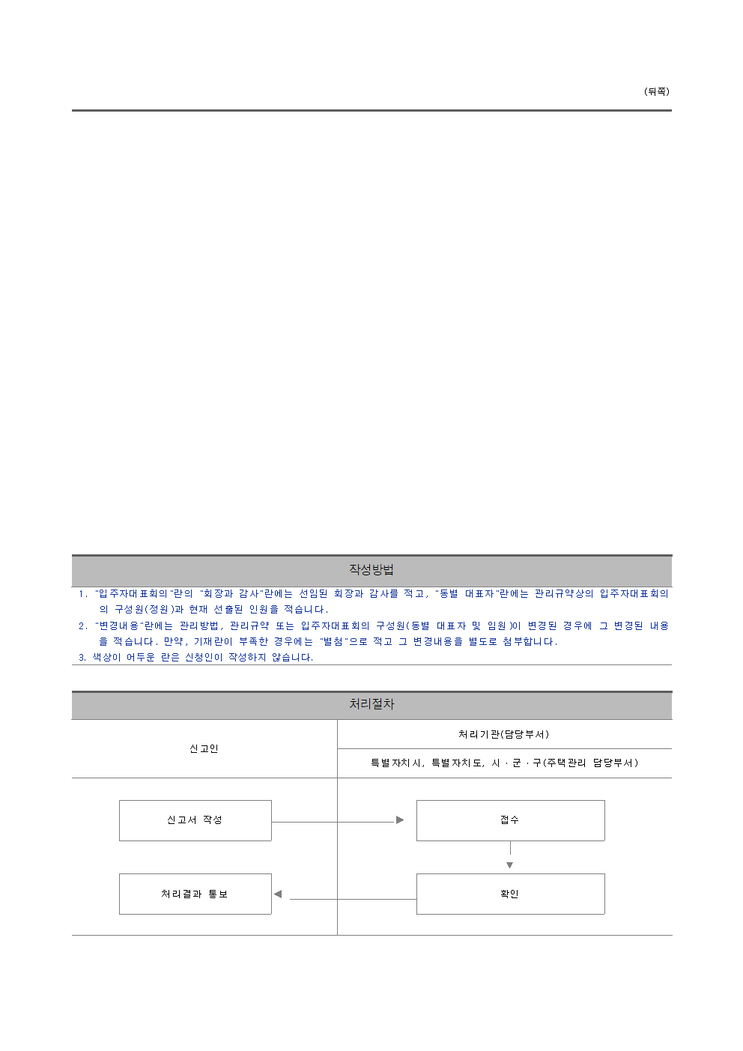 (뒤쪽)
작성방법
1. "입주자대표회의"란의 "회장과 감사"란에는 선임된 회장과 감사를 적고, "동별 대표자"란에는 관리규약상의 입주자대표회의
의 구성원(정원)과 현재 선출된 인원을 적습니다.
2. "변경내용"란에는 관리방법, 관리규약 또는 입주자대표회의 구성원(동별 대표자 및 임원)이 변경된 경우에 그 변경된 내용
을 적습니다. 만약, 기재란이 부족한 경우에는 "별첨"으로 적고 그 변경내용을 별도로 첨부합니다.
3. 색상이 어두운 란은 신청인이 작성하지 않습니다.
처리절차
신고인
처리기관(담당부서)
특별자치시, 특별자치도, 시·군·구(주택관리 담당부서)
신고서 작성
접수
처리결과 통보
확인